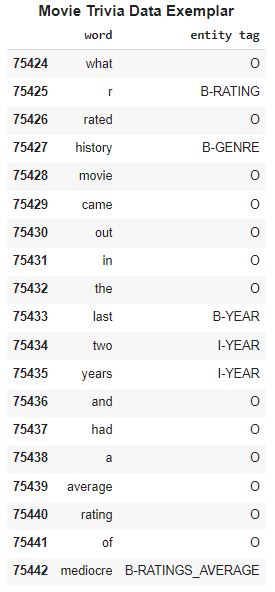 Movie Trivia Data Exemplar
word entity tag
75424 what O
75425 r B-RATING
75426 rated O
75427 history B-GENRE
75428 movie O
75429 came O
75430 out O
75431 in O
75432 the O
75433 last B-YEAR
75434 two I-YEAR
75435 years I-YEAR
75436 and O
75437 had O
75438 a O
75439 average O
75440 rating O
75441 of O
75442 mediocre B-RATINGS_AVERAGE